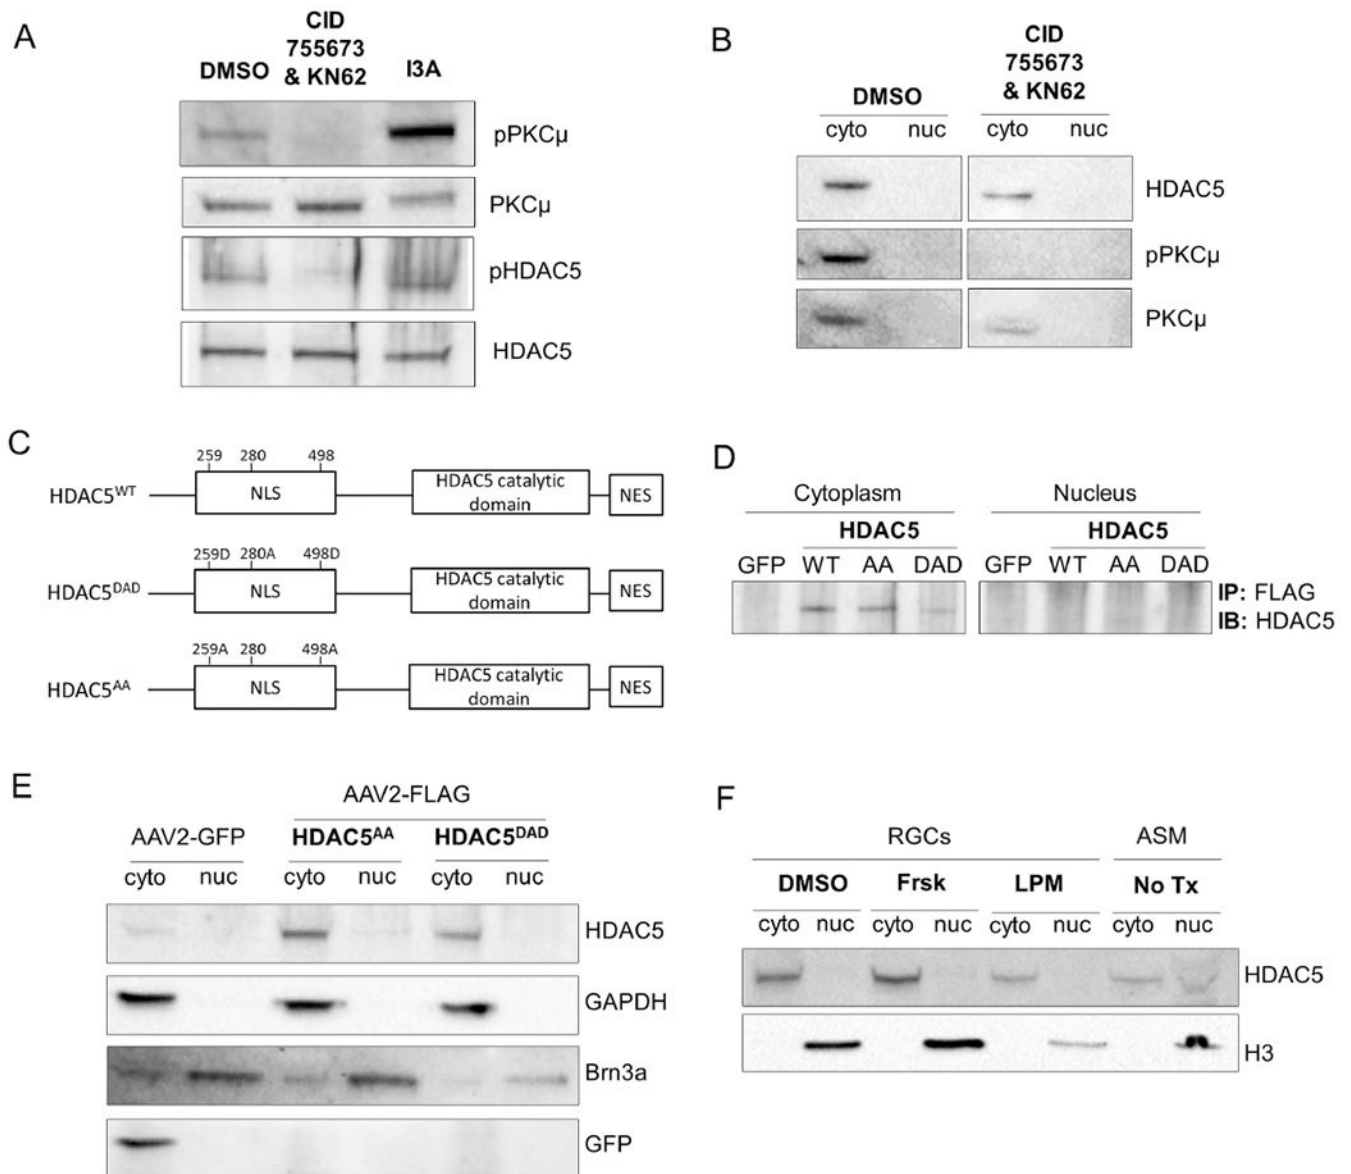 A
DMSO
CID
755673
& KN62
I3A
pPKCµ
PKCµ
pHDAC5
HDAC5
B
DMSO
CID
755673
& KN62
cyto nuc cyto nuc
HDAC5
pPKCµ
PKCµ
C
259 280 498
HDAC5WT NLS HDAC5 catalytic
domain NES
259D 280A 498D
HDAC5DAD NLS HDAC5 catalytic
domain NES
259A 280 498A
HDAC5AA NLS HDAC5 catalytic
domain NES
D
Cytoplasm Nucleus
HDAC5 HDAC5
GFP WT AA DAD GFP WT AA DAD
IP: FLAG
IB: HDAC5
E
AAV2-FLAG
AAV2-GFP HDAC5AA HDAC5DAD
cyto nuc cyto nuc cyto nuc
HDAC5
GAPDH
Brn3a
GFP
F
RGCs ASM
DMSO Frsk LPM No Tx
cyto nuc cyto nuc cyto nuc cyto nuc
HDAC5
H3